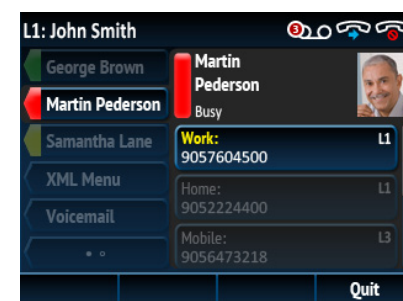 L1: John Smith
3
George Brown
Martin Pederson
Samantha Lane
XML Menu
Voicemail
Martin
Pederson
Busy
Work: L1
9057604500
Home: L1
9052224400
Mobile: L3
9056473218
Quit